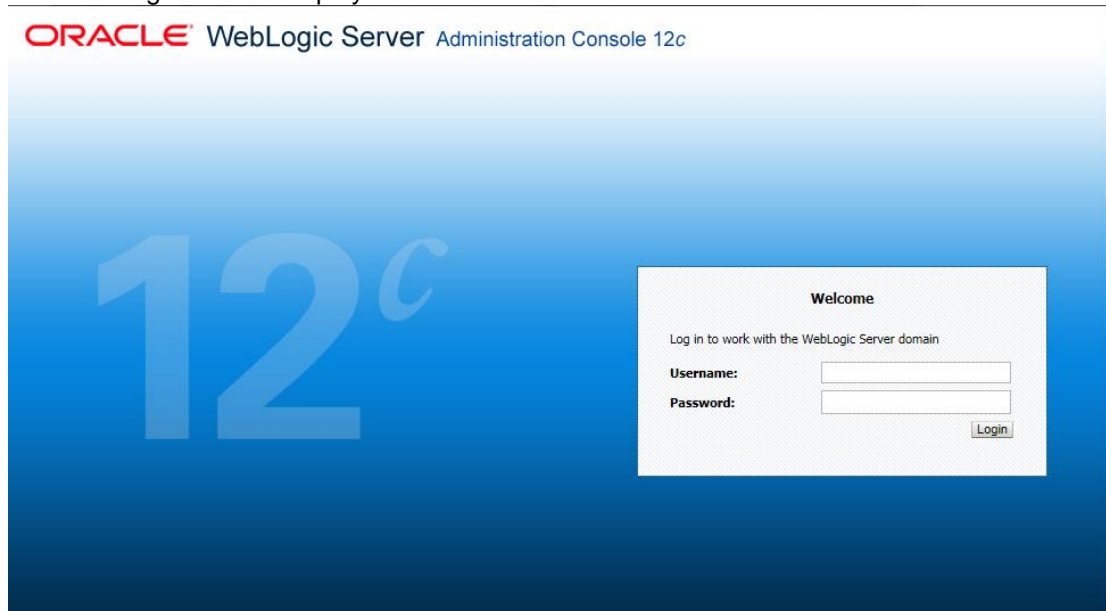 ORACLE® WebLogic Server Administration Console 12c
12c
Welcome
Log in to work with the WebLogic Server domain
Username:
Password:
Login